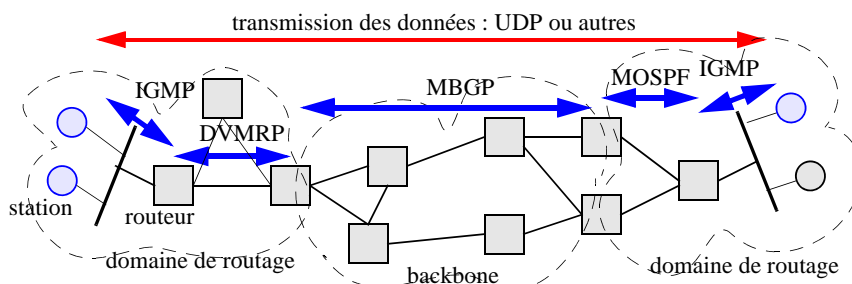 transmission des données : UDP ou autres
IGMP
MBGP
MOSPF
IGMP
DVMRP
station
routeur
domaine de routage
backbone
domaine de routage